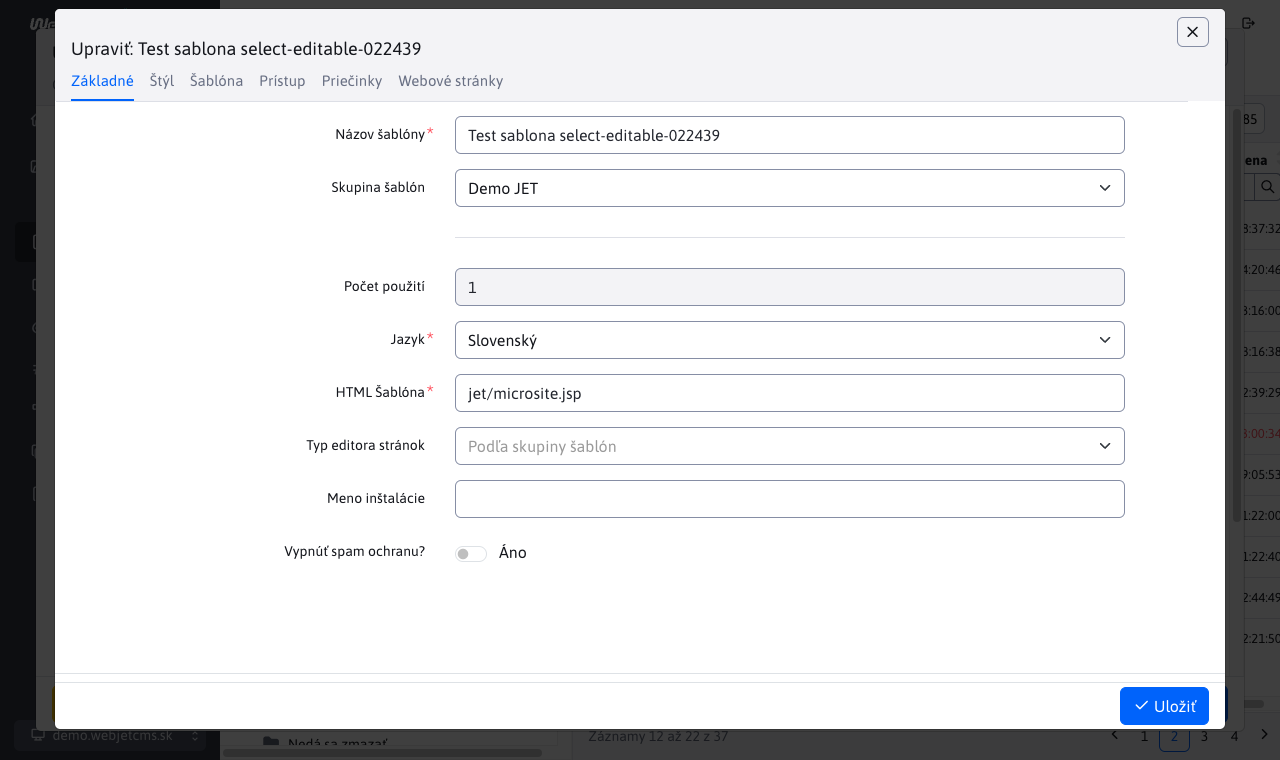 Upraviť: Test sablona select-editable-022439
Základné Štýl Šablóna Prístup Priečinky Webové stránky
Názov šablóny* Test sablona select-editable-022439
Skupina šablón Demo JET
Počet použití 1
Jazyk* Slovenský
HTML Šablóna* jet/microsite.jsp
Typ editora stránok Podľa skupiny šablón
Meno inštalácie
Vypnúť spam ochranu? Áno
Uložiť
85
ena
3:37:32
4:20:46
3:16:00
3:16:38
2:39:29
3:00:34
9:05:53
1:22:00
1:22:40
2:44:49
2:21:50
demo.webjetcms.sk
Nedá sa zmazať
Záznamy 12 až 22 z 37
1 2 3 4